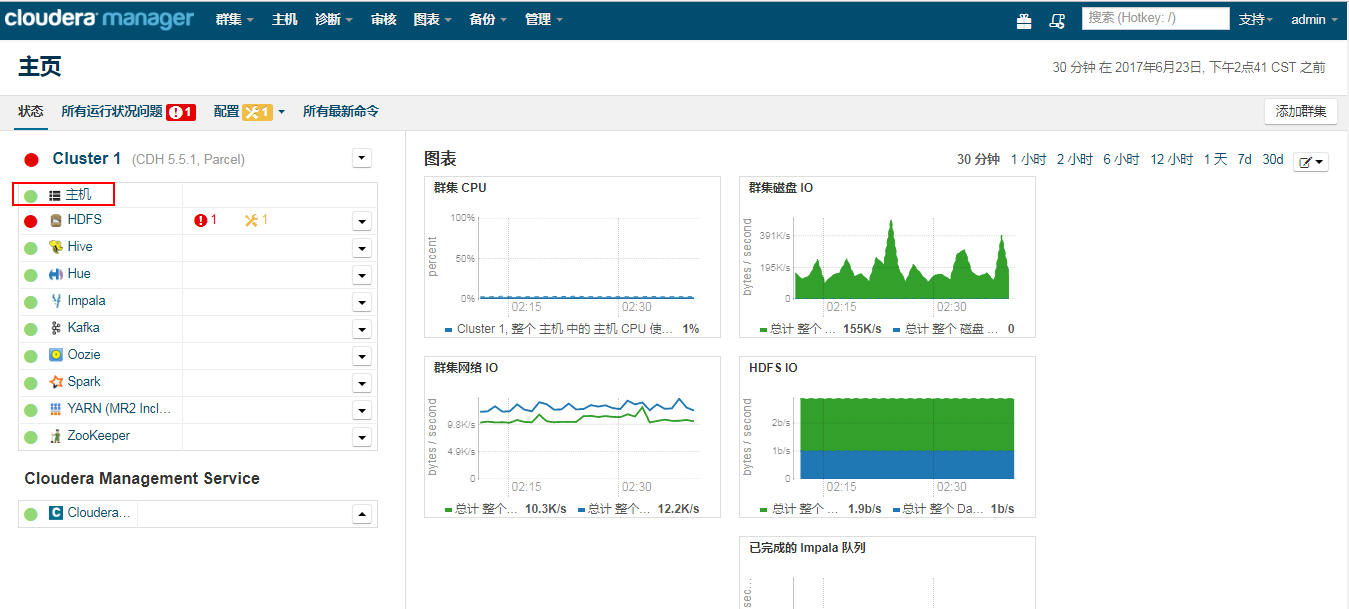 cloudera manager 群集 主机 诊断 审核 图表 备份 管理 搜索 (Hotkey: /) 支持 admin
主页 30 分钟 在 2017年6月23日, 下午2点41 CST 之前
状态 所有运行状况问题 1 配置 1 所有最新命令 添加群集
Cluster 1 (CDH 5.5.1, Parcel)
主机
HDFS 1 1
Hive
Hue
Impala
Kafka
Oozie
Spark
YARN (MR2 Incl...
ZooKeeper
Cloudera Management Service
C Cloudera...
图表 30 分钟 1 小时 2 小时 6 小时 12 小时 1 天 7d 30d
群集 CPU
percent
100%
50%
0%
02:15 02:30
Cluster 1, 整个 主机 中的 主机 CPU 使... 1%
群集磁盘 IO
bytes / second
391K/s
195K/s
0
02:15 02:30
总计 整个 ... 155K/s 总计 整个 磁盘 ... 0
群集网络 IO
bytes / second
9.8K/s
4.9K/s
0
02:15 02:30
总计 整个... 10.3K/s 总计 整个... 12.2K/s
HDFS IO
bytes / second
2b/s
1b/s
0
02:15 02:30
总计 整个 ... 1.9b/s 总计 整个 Da... 1b/s
已完成的 Impala 队列
sec...